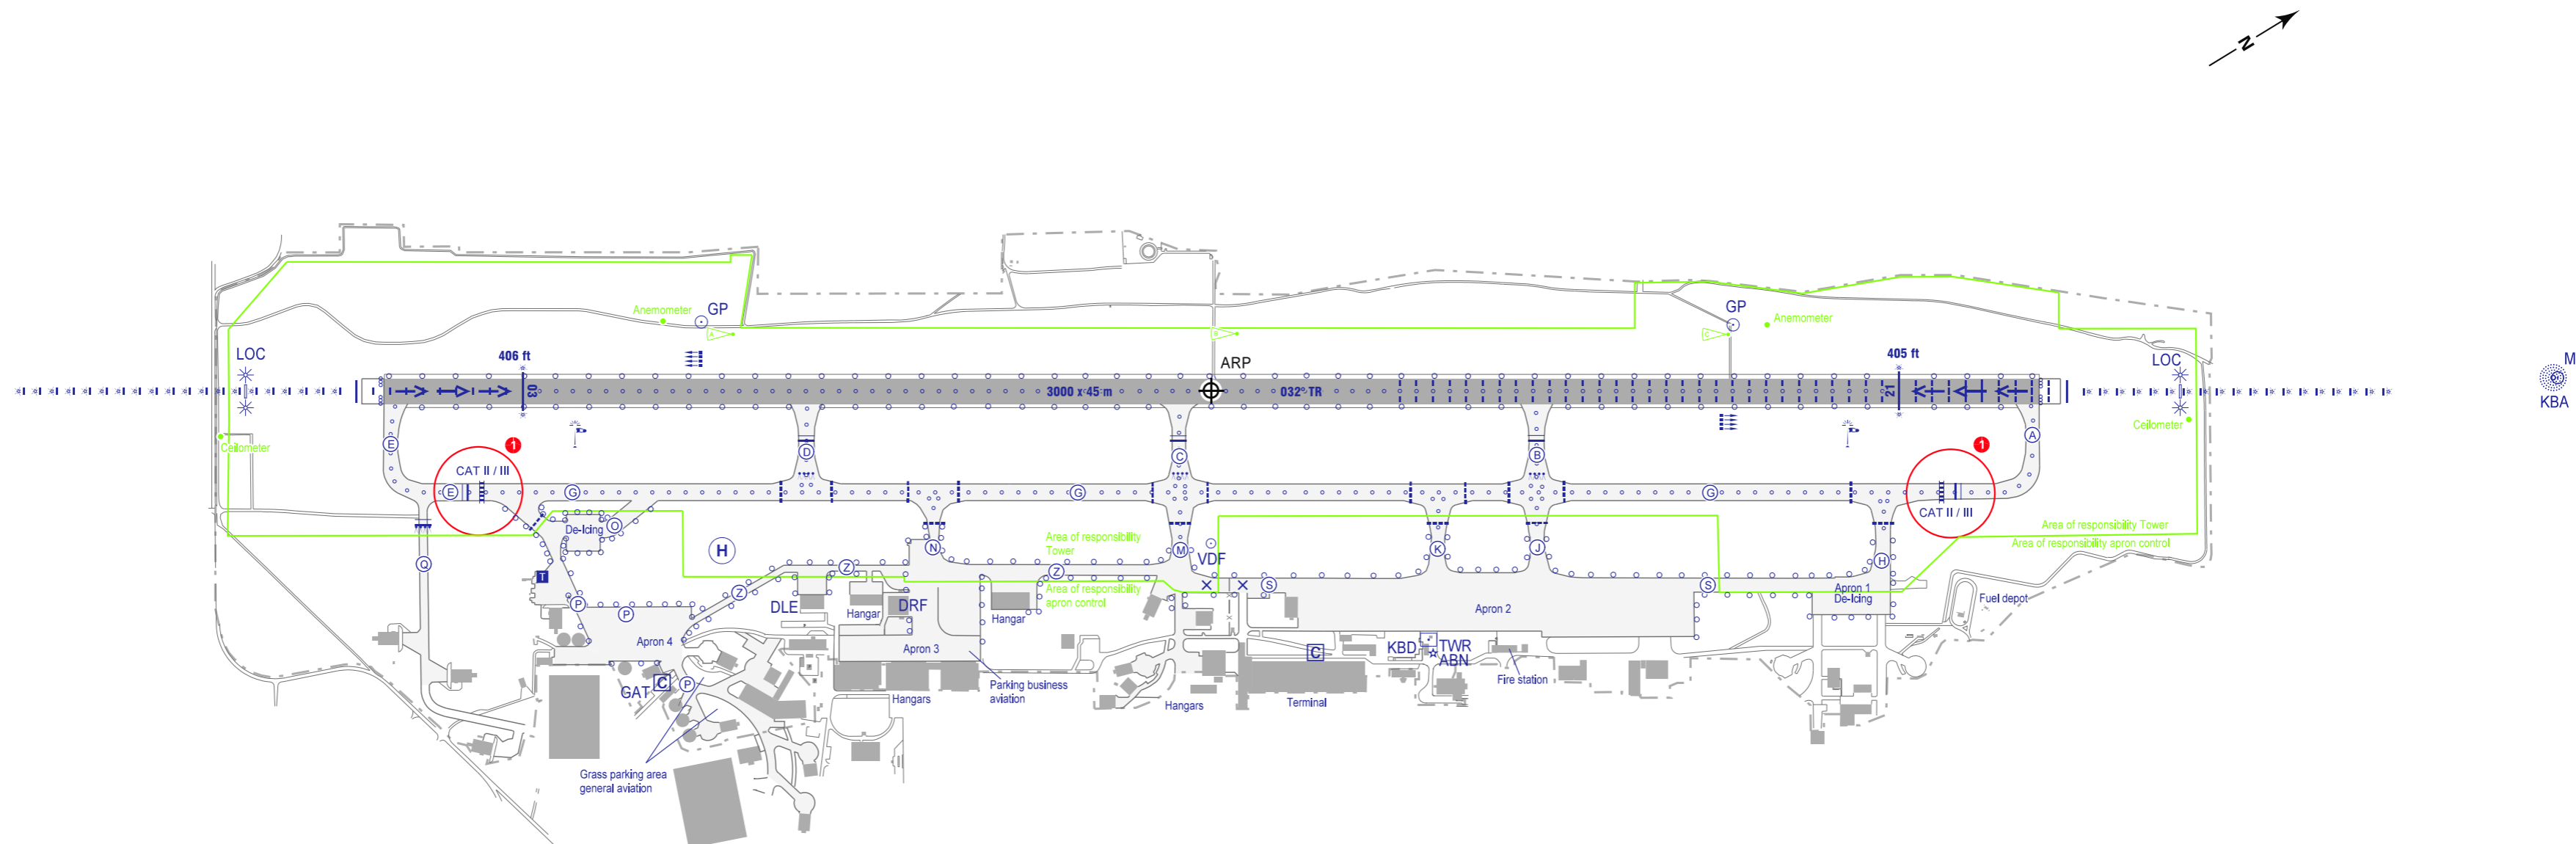 N
Anemometer
GP
GP
Anemometer
A
B
C
LOC
406 ft
ARP
405 ft
LOC
M
03
3000 x 45 m
032° TR
21
KBA
Ceilometer
E
D
C
B
A
Ceilometer
1
1
CAT II / III
E
G
G
G
CAT II / III
De-Icing
O
H
Area of responsibility
Tower
Area of responsibility Tower
Area of responsibility apron control
N
M
VDF
K
J
H
Q
T
Z
Z
Z
Area of responsibility
apron control
S
S
Apron 1
De-Icing
Fuel depot
P
P
DLE
Hangar
DRF
Hangar
Apron 2
Apron 4
Apron 3
C
KBD
TWR
ABN
Fire station
GAT
C
P
Hangars
Parking business
aviation
Hangars
Terminal
Grass parking area
general aviation